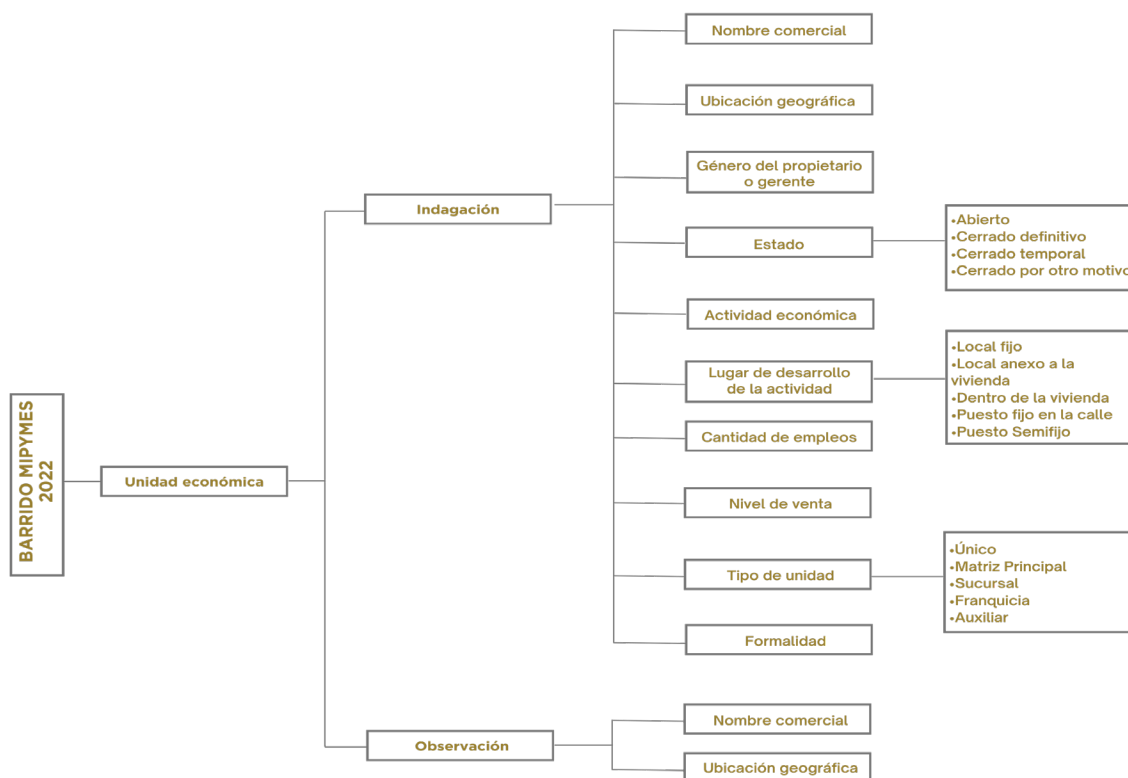 BARRIDO MIPYMES
2022
Unidad económica
Indagación
Nombre comercial
Ubicación geográfica
Género del propietario
o gerente
Estado
•Abierto
•Cerrado definitivo
•Cerrado temporal
•Cerrado por otro motivo
Actividad económica
Lugar de desarrollo
de la actividad
•Local fijo
•Local anexo a la
vivienda
•Dentro de la vivienda
•Puesto fijo en la calle
•Puesto Semifijo
Cantidad de empleos
Nivel de venta
Tipo de unidad
•Único
•Matriz Principal
•Sucursal
•Franquicia
•Auxiliar
Formalidad
Observación
Nombre comercial
Ubicación geográfica